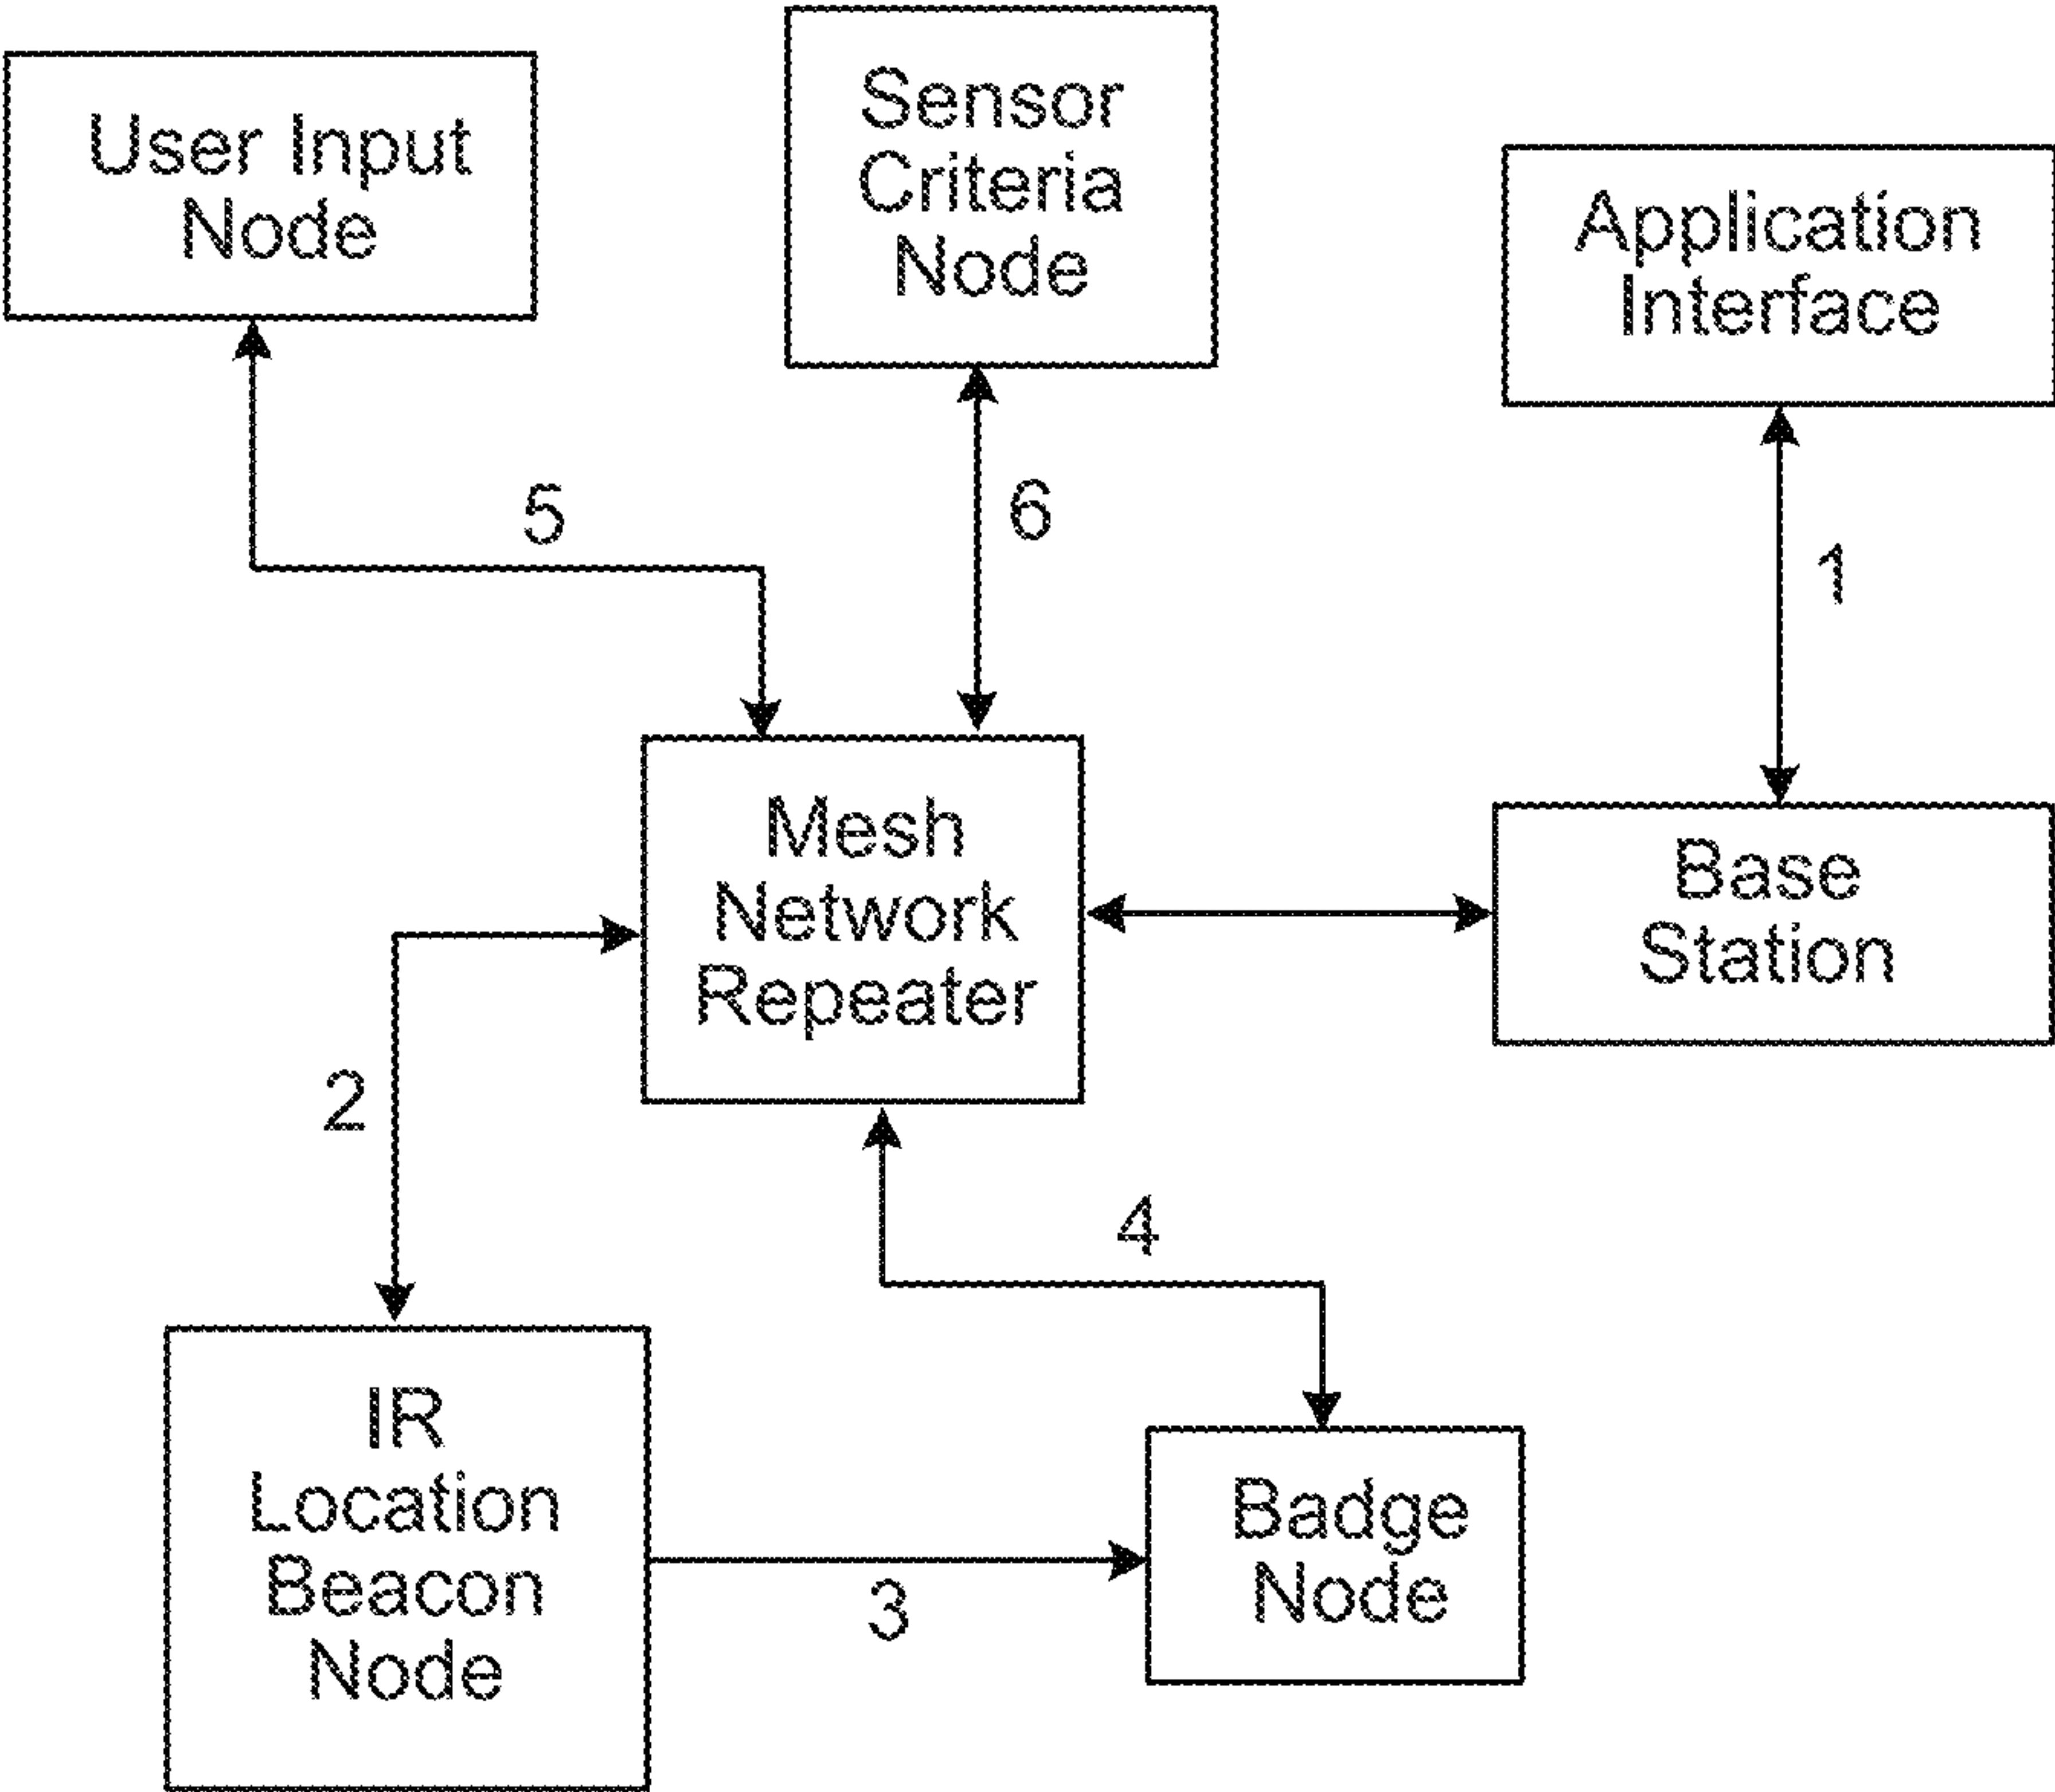 User Input
Node
Sensor
Criteria
Node
Application
Interface
5
6
1
Mesh
Network
Repeater
Base
Station
2
4
IR
Location
Beacon
Node
3
Badge
Node